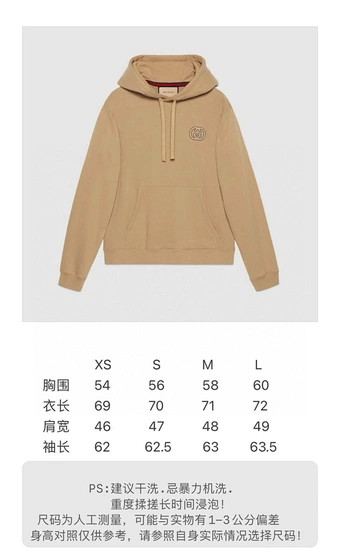 XS S M L
胸围 54 56 58 60
衣长 69 70 71 72
肩宽 46 47 48 49
袖长 62 62.5 63 63.5
PS:建议干洗.忌暴力机洗.
重度揉搓长时间浸泡!
尺码为人工测量，可能与实物有1-3公分偏差
身高对照仅供参考，请参照自身实际情况选择尺码!